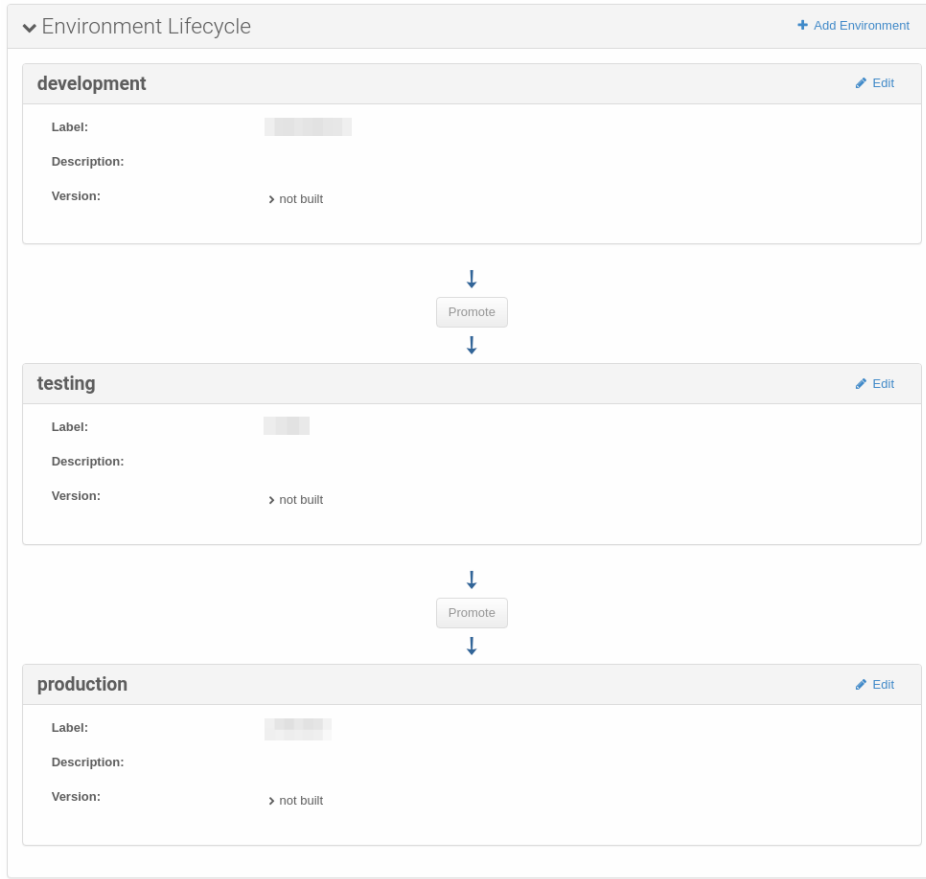 Environment Lifecycle
Add Environment
development
Edit
Label:
Description:
Version:
not built
Promote
testing
Edit
Label:
Description:
Version:
not built
Promote
production
Edit
Label:
Description:
Version:
not built